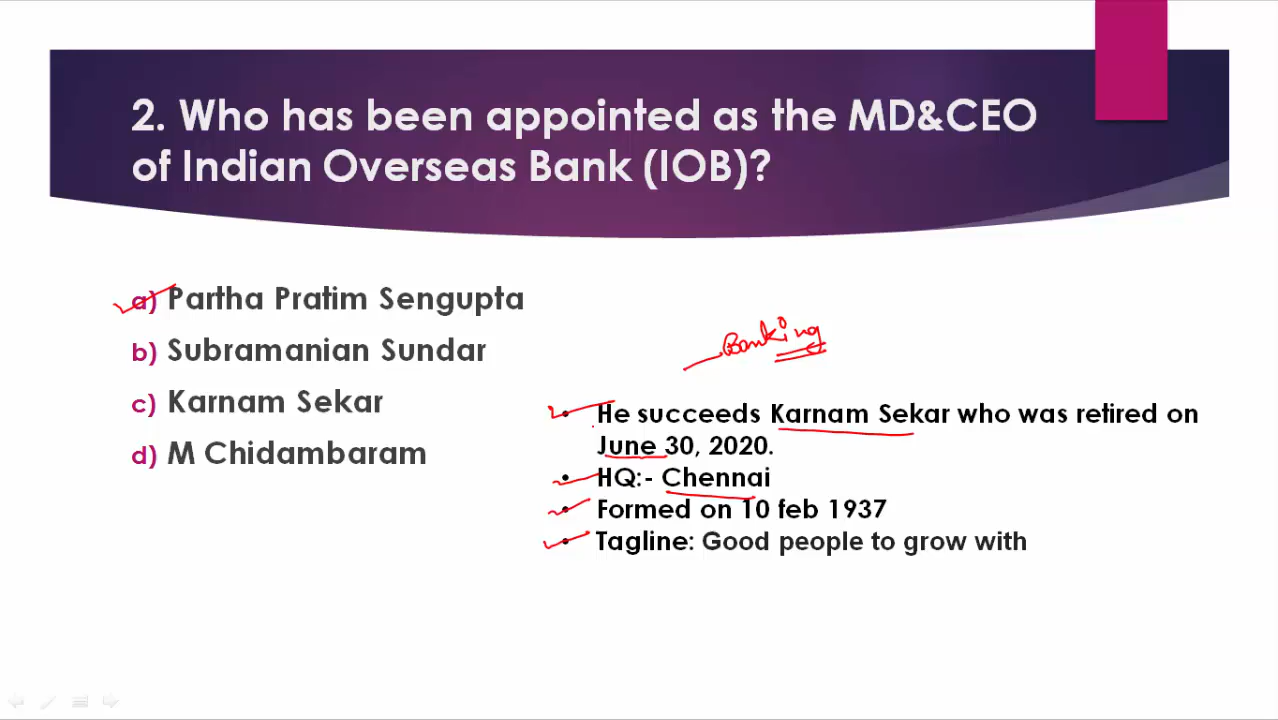 2. Who has been appointed as the MD&CEO
of Indian Overseas Bank (IOB)?
a) Partha Pratim Sengupta
b) Subramanian Sundar
c) Karnam Sekar
d) M Chidambaram
Banking
• He succeeds Karnam Sekar who was retired on
June 30, 2020.
• HQ:- Chennai
• Formed on 10 feb 1937
• Tagline: Good people to grow with